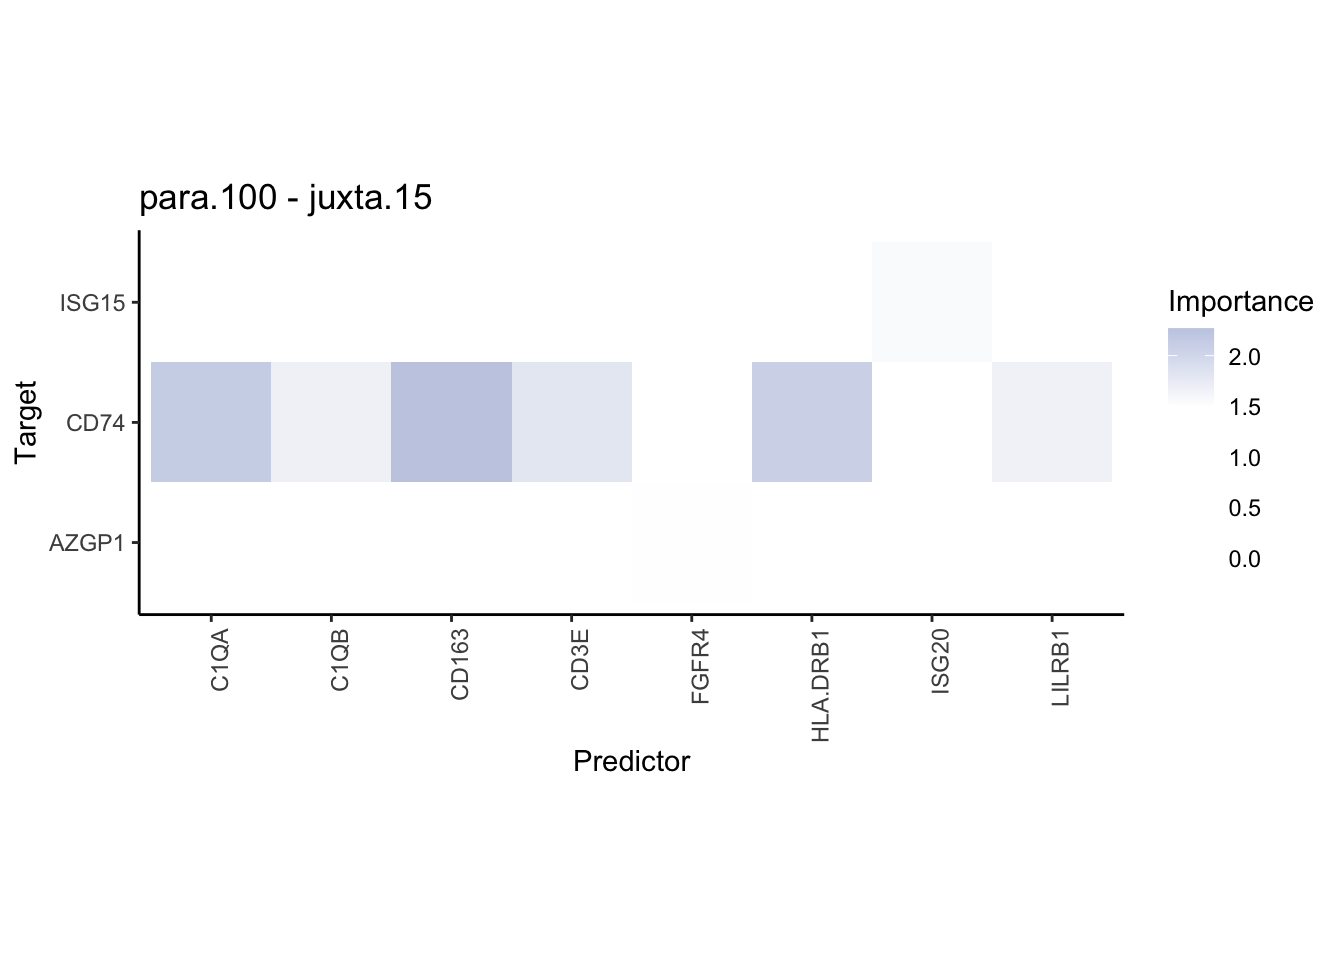 para.100 - juxta.15
Target
ISG15
CD74
AZGP1
C1QA
C1QB
CD163
CD3E
FGFR4
HLA.DRB1
ISG20
LILRB1
Predictor
Importance
2.0
1.5
1.0
0.5
0.0